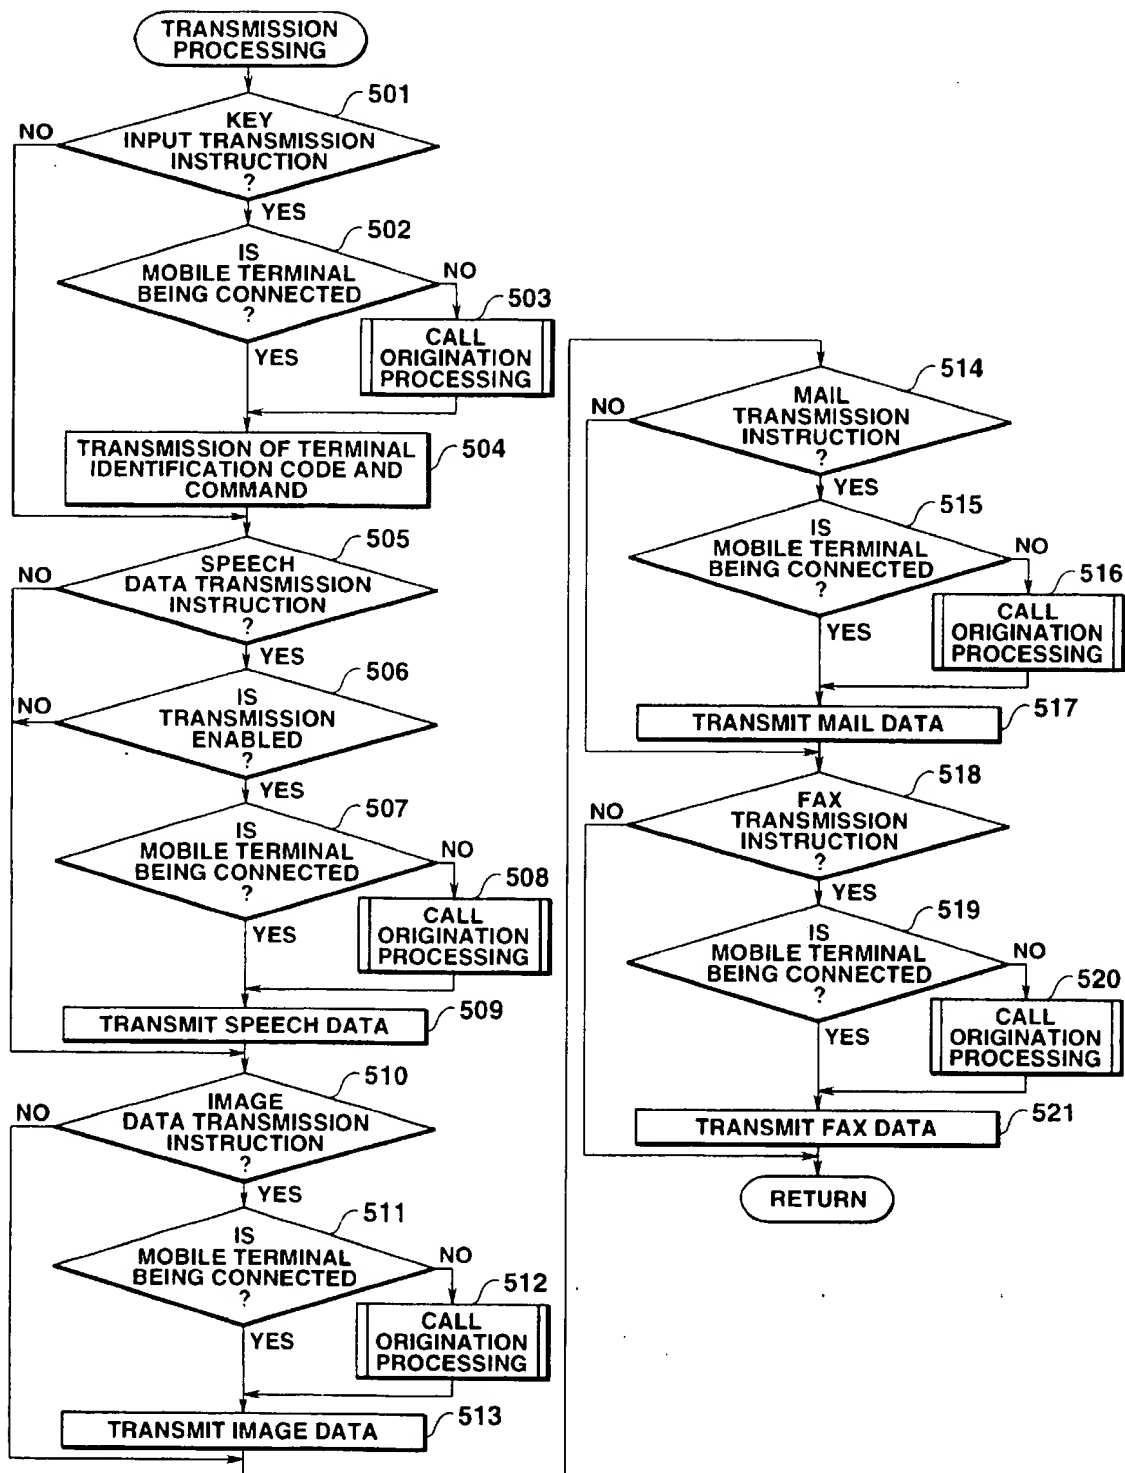 TRANSMISSION
PROCESSING
501
KEY
INPUT TRANSMISSION
INSTRUCTION
?
NO
YES
502
IS
MOBILE TERMINAL
BEING CONNECTED
?
NO
YES
503
CALL
ORIGINATION
PROCESSING
TRANSMISSION OF TERMINAL
IDENTIFICATION CODE AND
COMMAND
504
505
SPEECH
DATA TRANSMISSION
INSTRUCTION
?
NO
YES
506
IS
TRANSMISSION
ENABLED
?
NO
YES
507
IS
MOBILE TERMINAL
BEING CONNECTED
?
NO
YES
508
CALL
ORIGINATION
PROCESSING
TRANSMIT SPEECH DATA
509
510
IMAGE
DATA TRANSMISSION
INSTRUCTION
?
NO
YES
511
IS
MOBILE TERMINAL
BEING CONNECTED
?
NO
YES
512
CALL
ORIGINATION
PROCESSING
TRANSMIT IMAGE DATA
513
514
MAIL
TRANSMISSION
INSTRUCTION
?
NO
YES
515
IS
MOBILE TERMINAL
BEING CONNECTED
?
NO
YES
516
CALL
ORIGINATION
PROCESSING
TRANSMIT MAIL DATA
517
518
FAX
TRANSMISSION
INSTRUCTION
?
NO
YES
519
IS
MOBILE TERMINAL
BEING CONNECTED
?
NO
YES
520
CALL
ORIGINATION
PROCESSING
TRANSMIT FAX DATA
521
RETURN